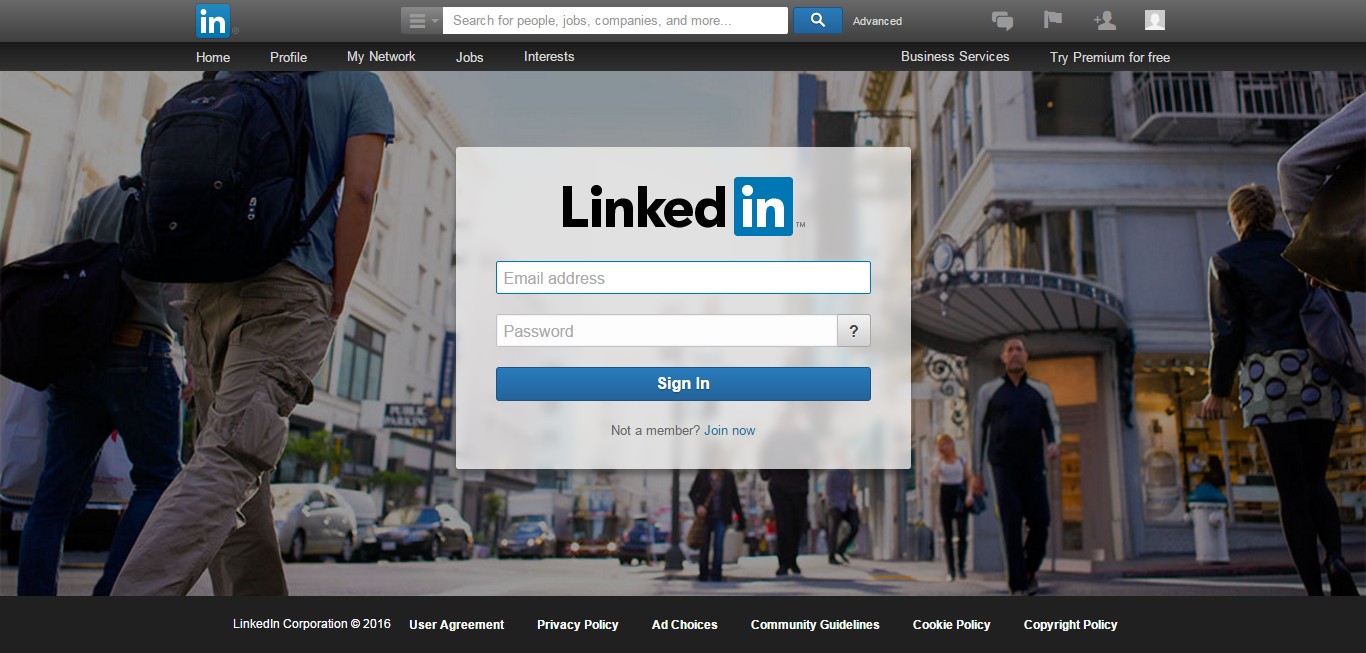 in ®
Search for people, jobs, companies, and more...
Advanced
Home Profile My Network Jobs Interests Business Services Try Premium for free
Linked in ™
Email address
Password ?
Sign In
Not a member? Join now
PUBLIC
PARKING
LinkedIn Corporation © 2016 User Agreement Privacy Policy Ad Choices Community Guidelines Cookie Policy Copyright Policy